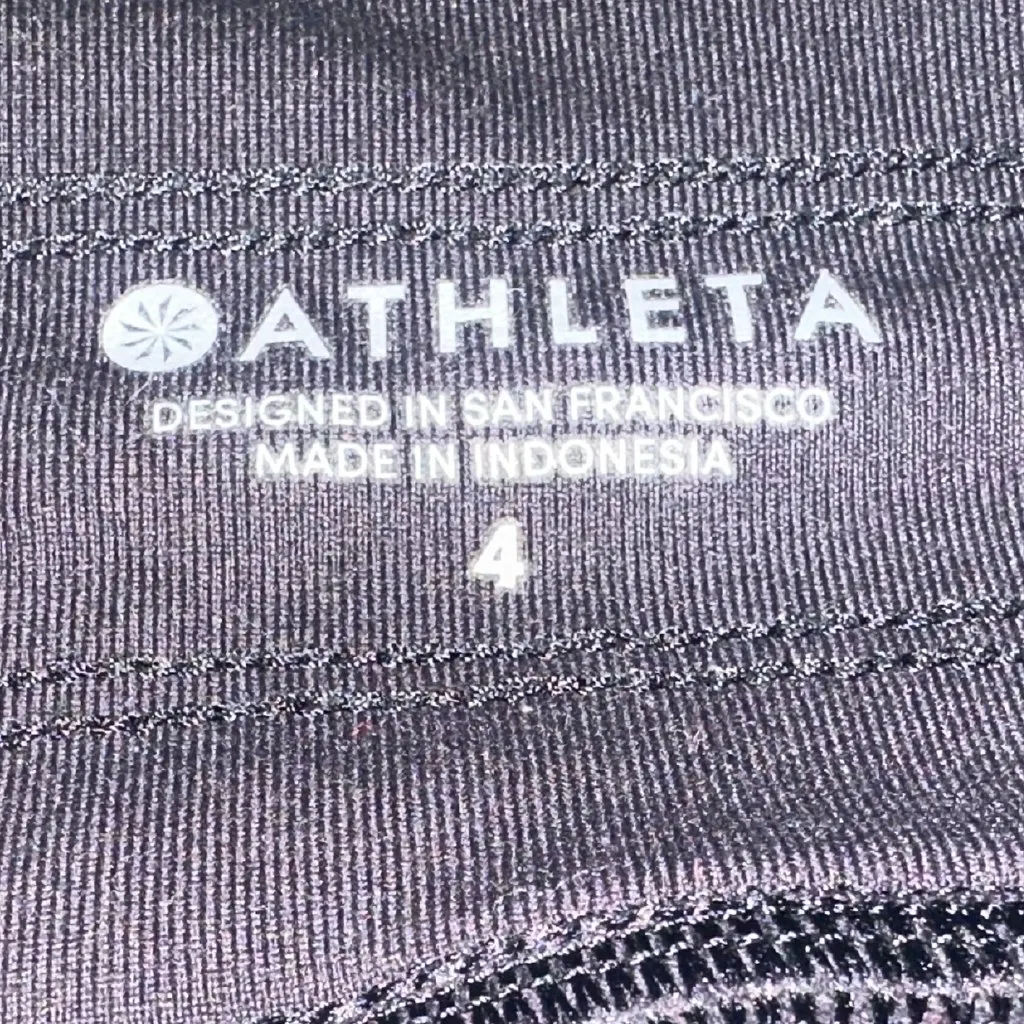 ATHLETA
DESIGNED IN SAN FRANCISCO
MADE IN INDONESIA
4